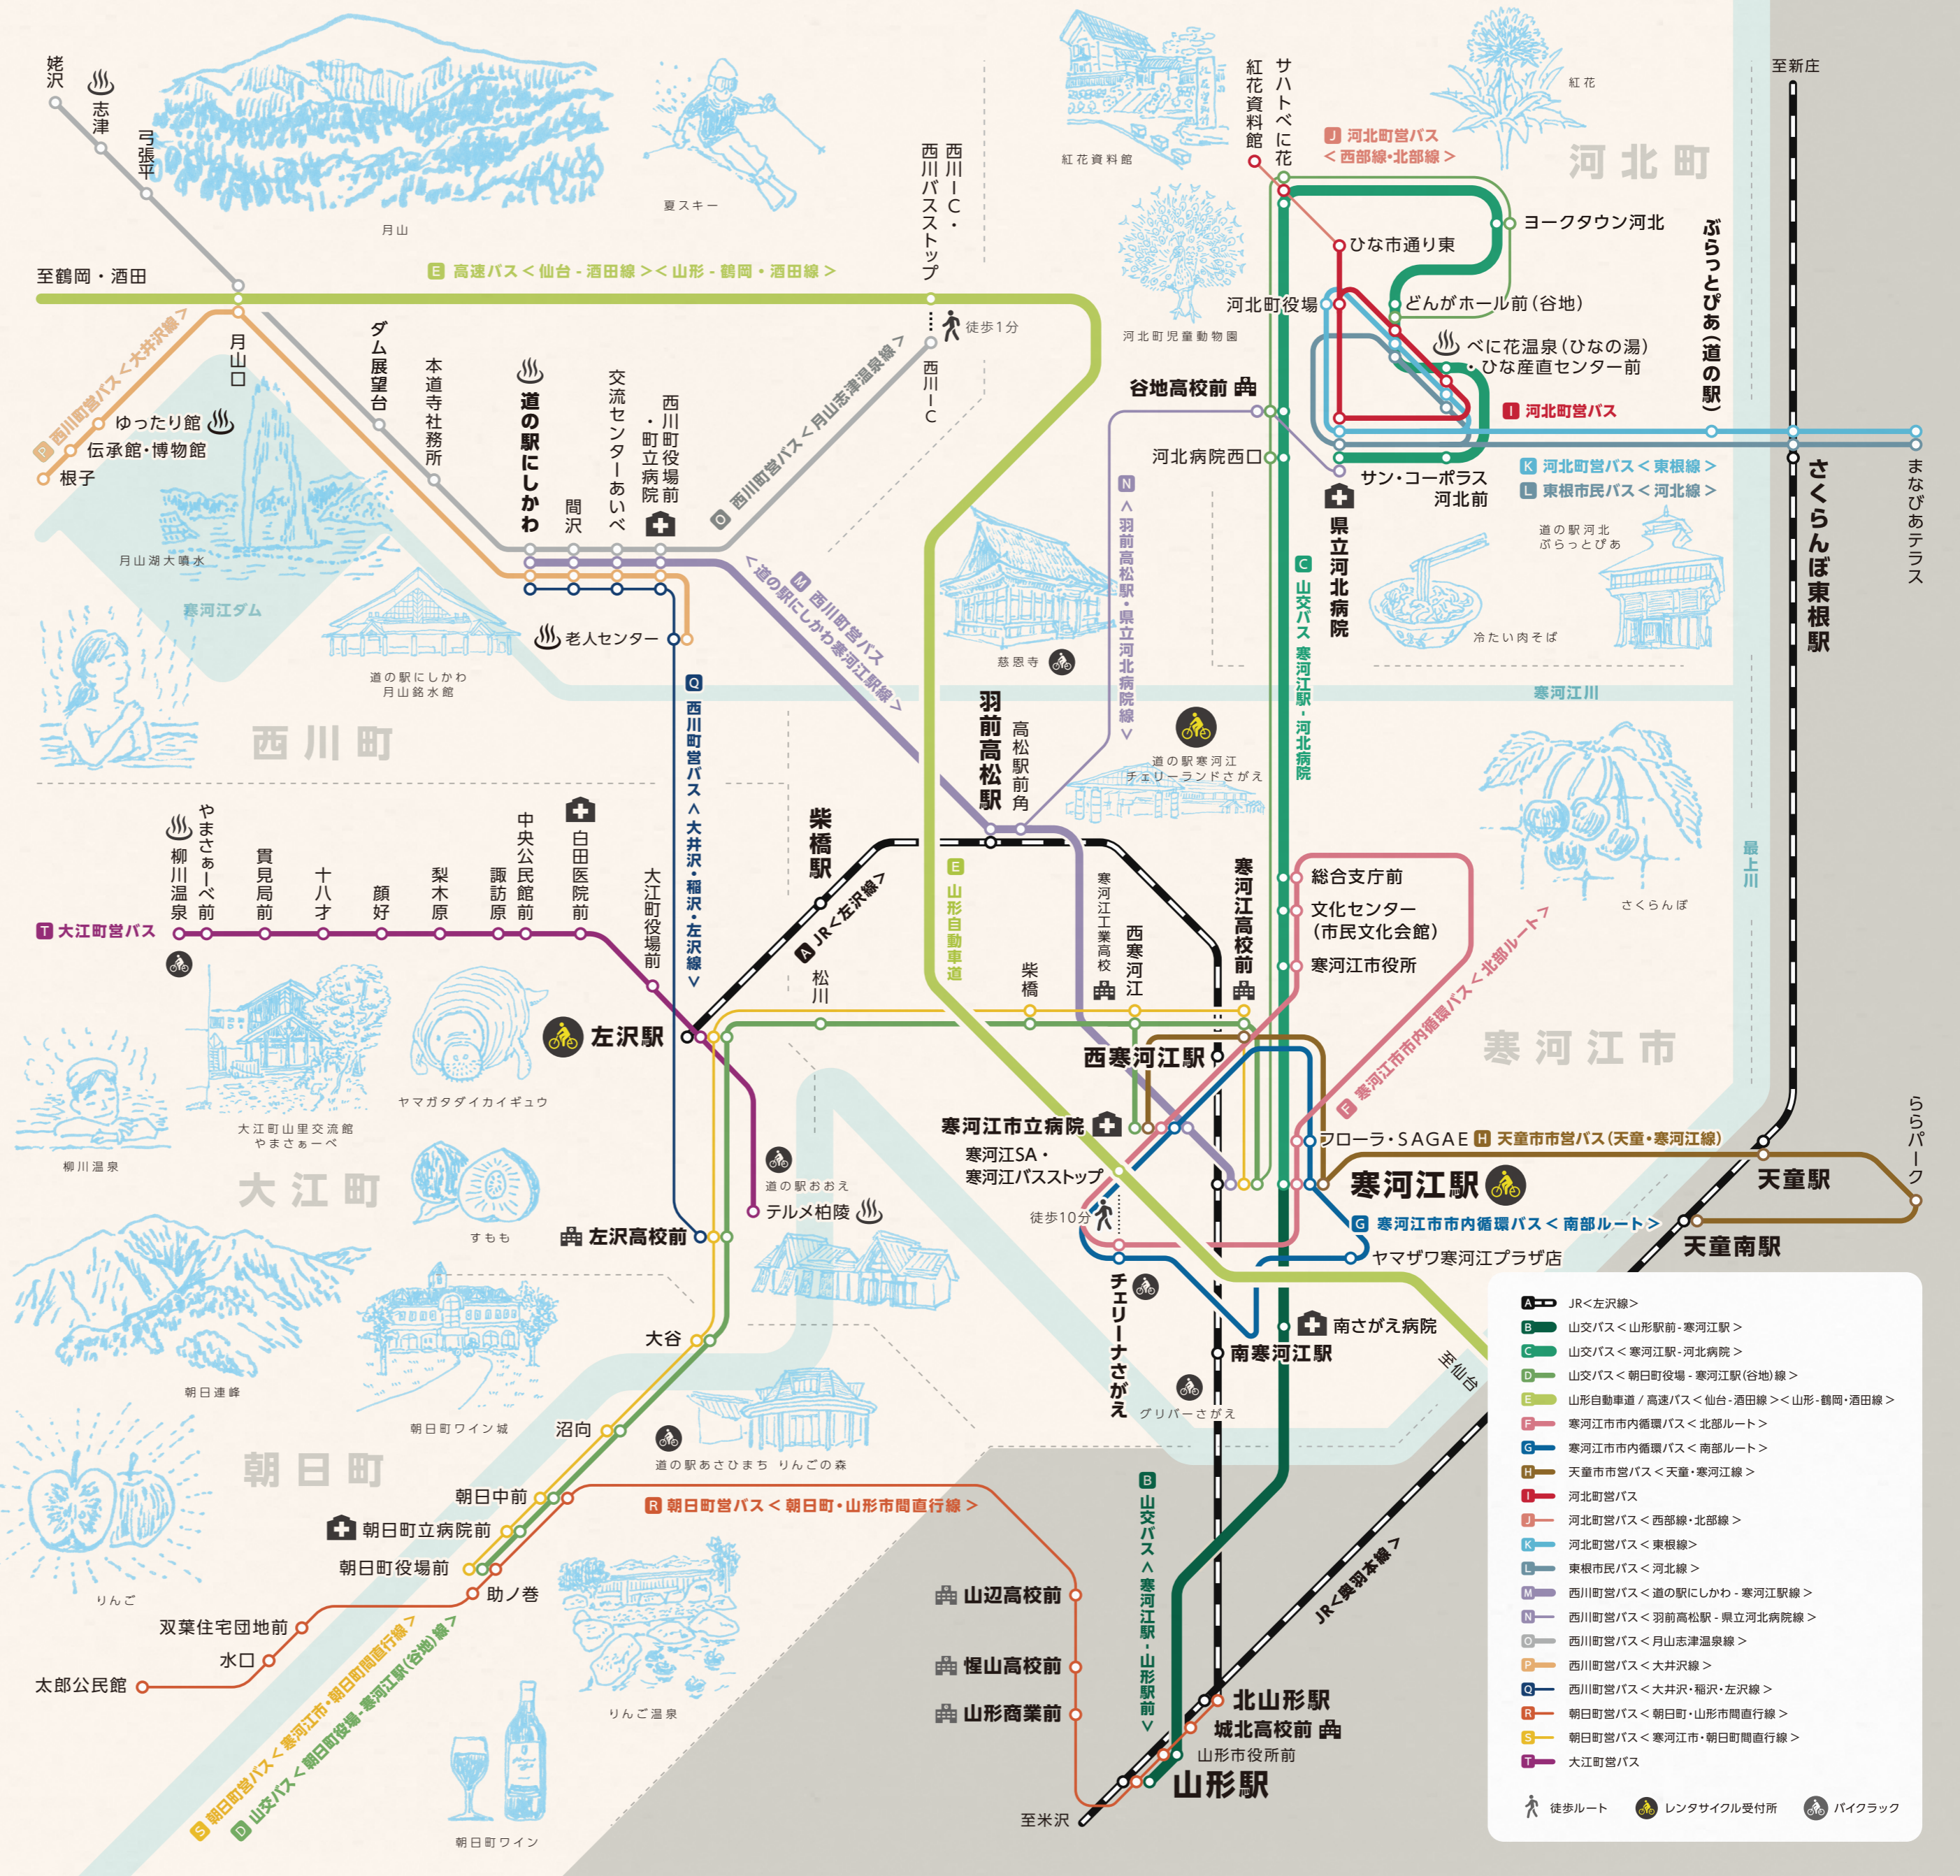 姥沢
志津
弓張平
月山
夏スキー
西川IC・
西川バスストップ
紅花資料館
紅花資料館
サハトべに花
J 河北町営バス
<西部線・北部線>
紅花
河北町
至新庄
ヨークタウン河北
ひな市通り東
ぷらっとぴあ(道の駅)
至鶴岡・酒田
E 高速バス<仙台-酒田線><山形-鶴岡・酒田線>
徒歩1分
西川IC
河北町児童動物園
河北町役場
どんがホール前(谷地)
べに花温泉(ひなの湯)
・ひな産直センター前
P 西川町営バス<大井沢線>
月山口
ダム展望台
本道寺社務所
道の駅にしかわ
間沢
交流センターあいべ
西川町役場前
・町立病院
O 西川町営バス<月山志津温泉線>
谷地高校前
I 河北町営バス
ゆったり館
伝承館・博物館
根子
河北病院西口
K 河北町営バス<東根線>
L 東根市民バス<河北線>
サン・コーポラス
河北前
さくらんぼ東根駅
まなびあテラス
月山湖大噴水
寒河江ダム
N <羽前高松駅・県立河北病院線>
C 山交バス 寒河江駅-河北病院
県立河北病院
道の駅河北
ぷらっとぴあ
冷たい肉そば
M 西川町営バス
<道の駅にしかわ寒河江駅線>
老人センター
道の駅にしかわ
月山銘水館
慈恩寺
寒河江川
Q 西川町営バス<大井沢・稲沢・左沢線>
西川町
羽前高松駅
高松駅前角
道の駅寒河江
チェリーランドさがえ
さくらんぼ
最上川
柴橋駅
A JR<左沢線>
E 山形自動車道
T 大江町営バス
柳川温泉
やまさぁーべ前
貫見局前
十八才
顔好
梨木原
諏訪原
中央公民館前
白田医院前
大江町役場前
松川
柴橋
寒河江工業高校
西寒河江
寒河江高校前
総合支庁前
文化センター
(市民文化会館)
寒河江市役所
F 寒河江市市内循環バス<北部ルート>
寒河江市
左沢駅
西寒河江駅
ヤマガタダイカイギュウ
大江町山里交流館
やまさぁーべ
柳川温泉
大江町
すもも
道の駅おおえ
テルメ柏陵
左沢高校前
寒河江市立病院
寒河江SA・
寒河江バスストップ
徒歩10分
フローラ・SAGAE
H 天童市市営バス(天童・寒河江線)
寒河江駅
G 寒河江市市内循環バス<南部ルート>
ヤマザワ寒河江プラザ店
天童駅
ららパーク
天童南駅
チェリーナさがえ
南さがえ病院
南寒河江駅
グリバーさがえ
至仙台
朝日連峰
朝日町ワイン城
大谷
沼向
道の駅あさひまち りんごの森
朝日町
朝日中前
朝日町立病院前
朝日町役場前
助ノ巻
R 朝日町営バス<朝日町・山形市間直行線>
りんご
双葉住宅団地前
水口
太郎公民館
S 朝日町営バス<寒河江市・朝日町間直行線>
D 山交バス<朝日町役場-寒河江駅(谷地)線>
りんご温泉
朝日町ワイン
B 山交バス<寒河江駅-山形駅前>
JR<奥羽本線>
山辺高校前
惺山高校前
山形商業前
北山形駅
城北高校前
山形市役所前
山形駅
至米沢
A JR<左沢線>
B 山交バス<山形駅前-寒河江駅>
C 山交バス<寒河江駅-河北病院>
D 山交バス<朝日町役場-寒河江駅(谷地)線>
E 山形自動車道/高速バス<仙台-酒田線><山形-鶴岡・酒田線>
F 寒河江市市内循環バス<北部ルート>
G 寒河江市市内循環バス<南部ルート>
H 天童市市営バス<天童・寒河江線>
I 河北町営バス
J 河北町営バス<西部線・北部線>
K 河北町営バス<東根線>
L 東根市民バス<河北線>
M 西川町営バス<道の駅にしかわ-寒河江駅線>
N 西川町営バス<羽前高松駅-県立河北病院線>
O 西川町営バス<月山志津温泉線>
P 西川町営バス<大井沢線>
Q 西川町営バス<大井沢・稲沢・左沢線>
R 朝日町営バス<朝日町・山形市間直行線>
S 朝日町営バス<寒河江市・朝日町間直行線>
T 大江町営バス
徒歩ルート
レンタサイクル受付所
バイクラック